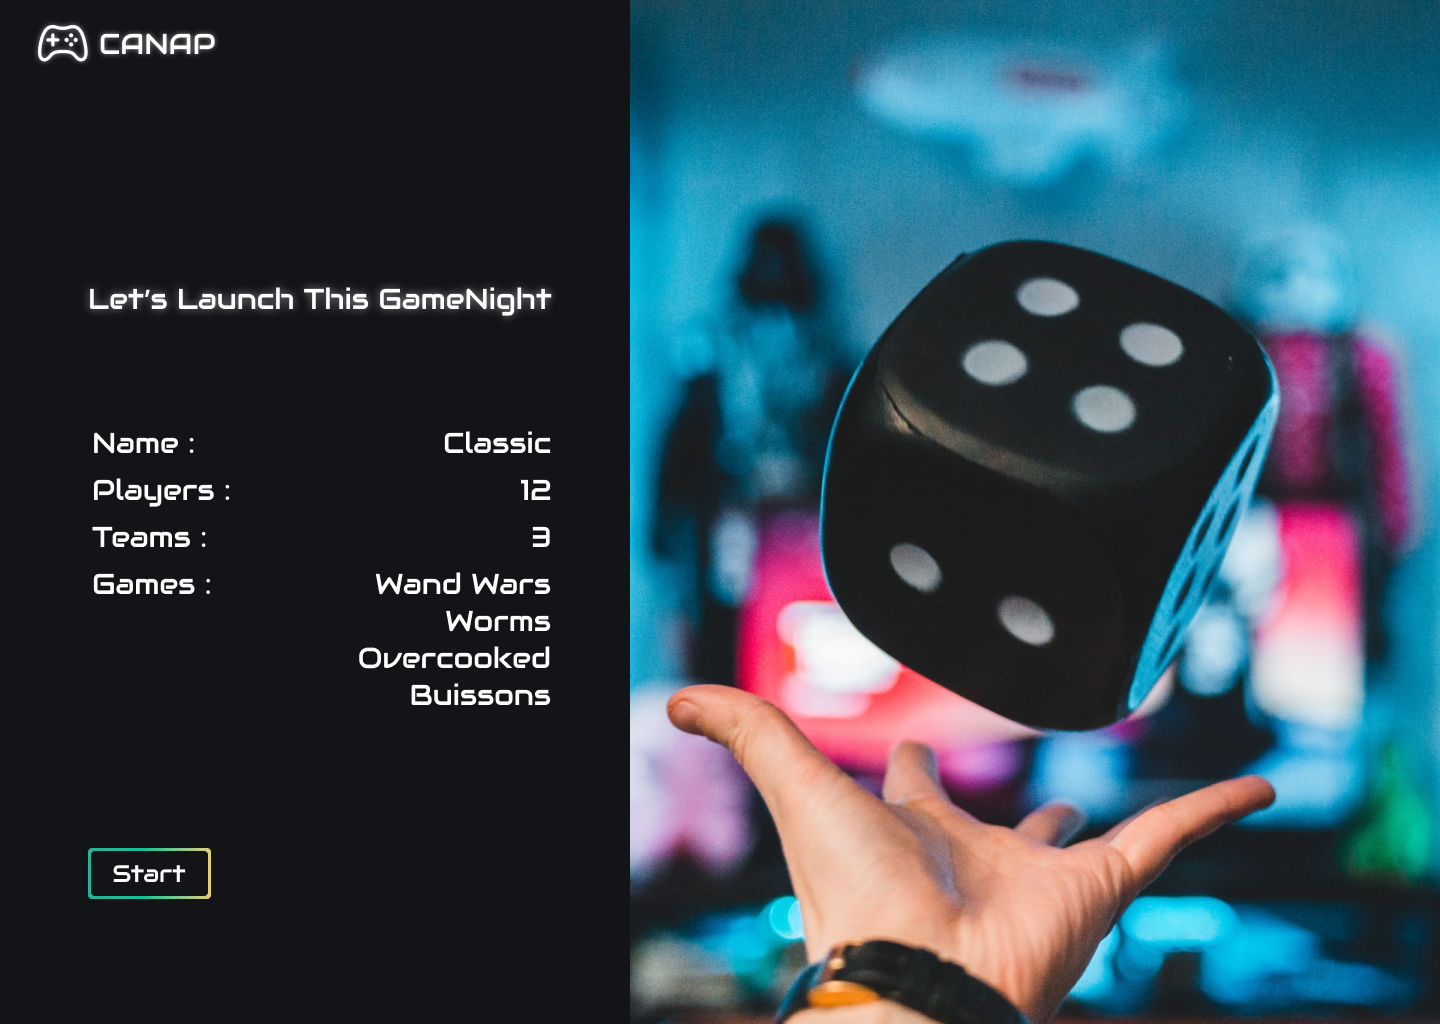 CANAP
Let's Launch This GameNight
Name : Classic
Players : 12
Teams : 3
Games : Wand Wars
Worms
Overcooked
Buissons
Start